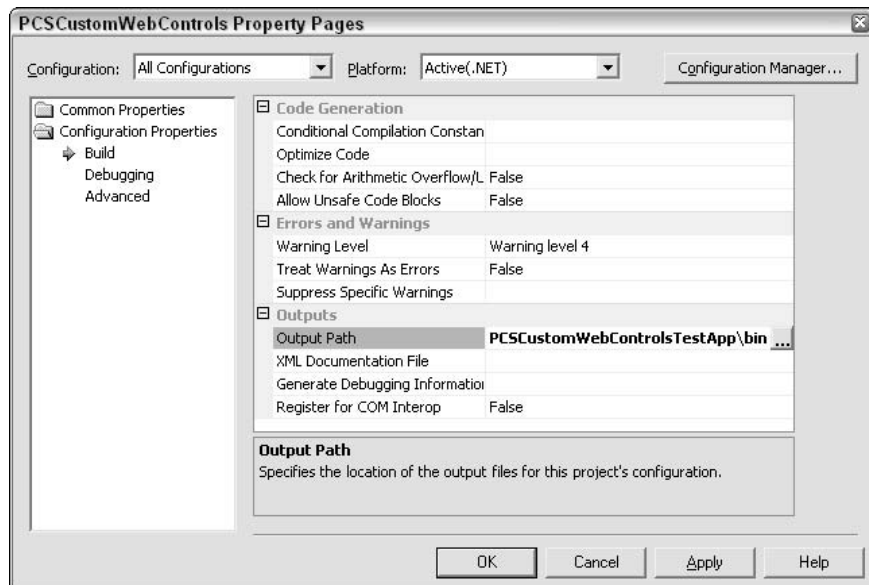 PCSCustomWebControls Property Pages
Configuration: All Configurations Platform: Active(.NET) Configuration Manager...
Common Properties
Configuration Properties
Build
Debugging
Advanced
Code Generation
Conditional Compilation Constan
Optimize Code
Check for Arithmetic Overflow/L False
Allow Unsafe Code Blocks False
Errors and Warnings
Warning Level Warning level 4
Treat Warnings As Errors False
Suppress Specific Warnings
Outputs
Output Path PCSCustomWebControlsTestApp\bin ...
XML Documentation File
Generate Debugging Information
Register for COM Interop False
Output Path
Specifies the location of the output files for this project's configuration.
OK Cancel Apply Help